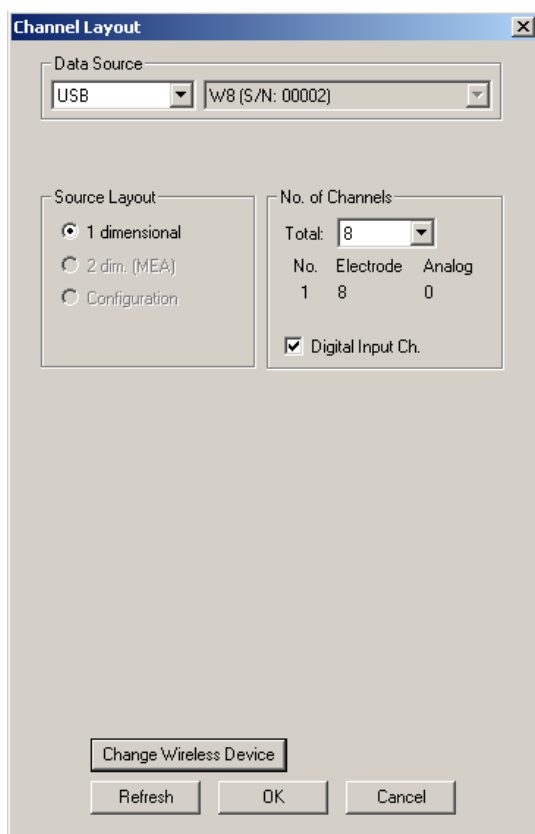 Channel Layout
Data Source
USB W8 (S/N: 00002)
Source Layout
1 dimensional
2 dim. (MEA)
Configuration
No. of Channels
Total: 8
No. Electrode Analog
1 8 0
Digital Input Ch.
Change Wireless Device
Refresh OK Cancel